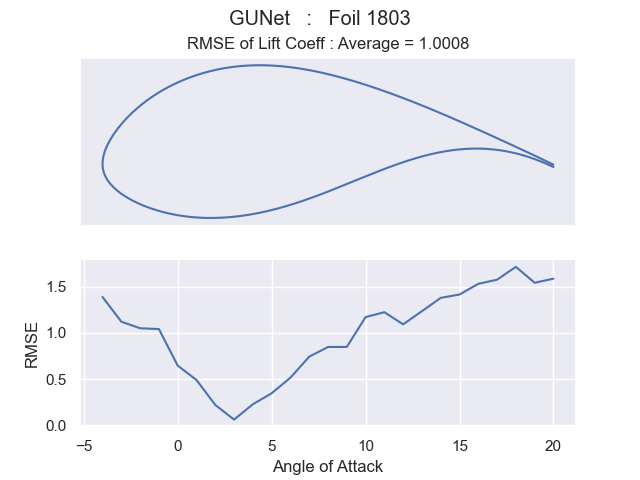 GUNet   :   Foil 1803
RMSE of Lift Coeff : Average = 1.0008
1.5
1.0
0.5
0.0
RMSE
−5 0 5 10 15 20
Angle of Attack